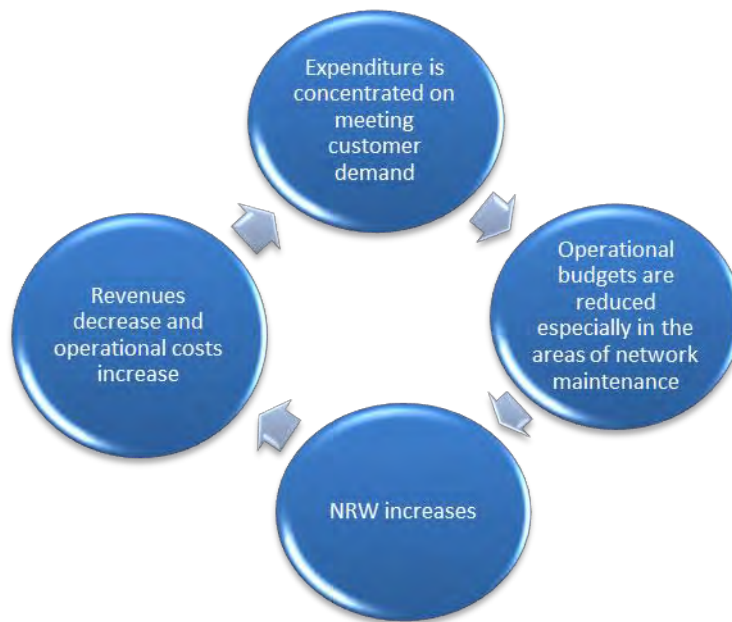 Expenditure is
concentrated on
meeting
customer
demand
Operational
budgets are
reduced
especially in the
areas of network
maintenance
NRW increases
Revenues
decrease and
operational costs
increase